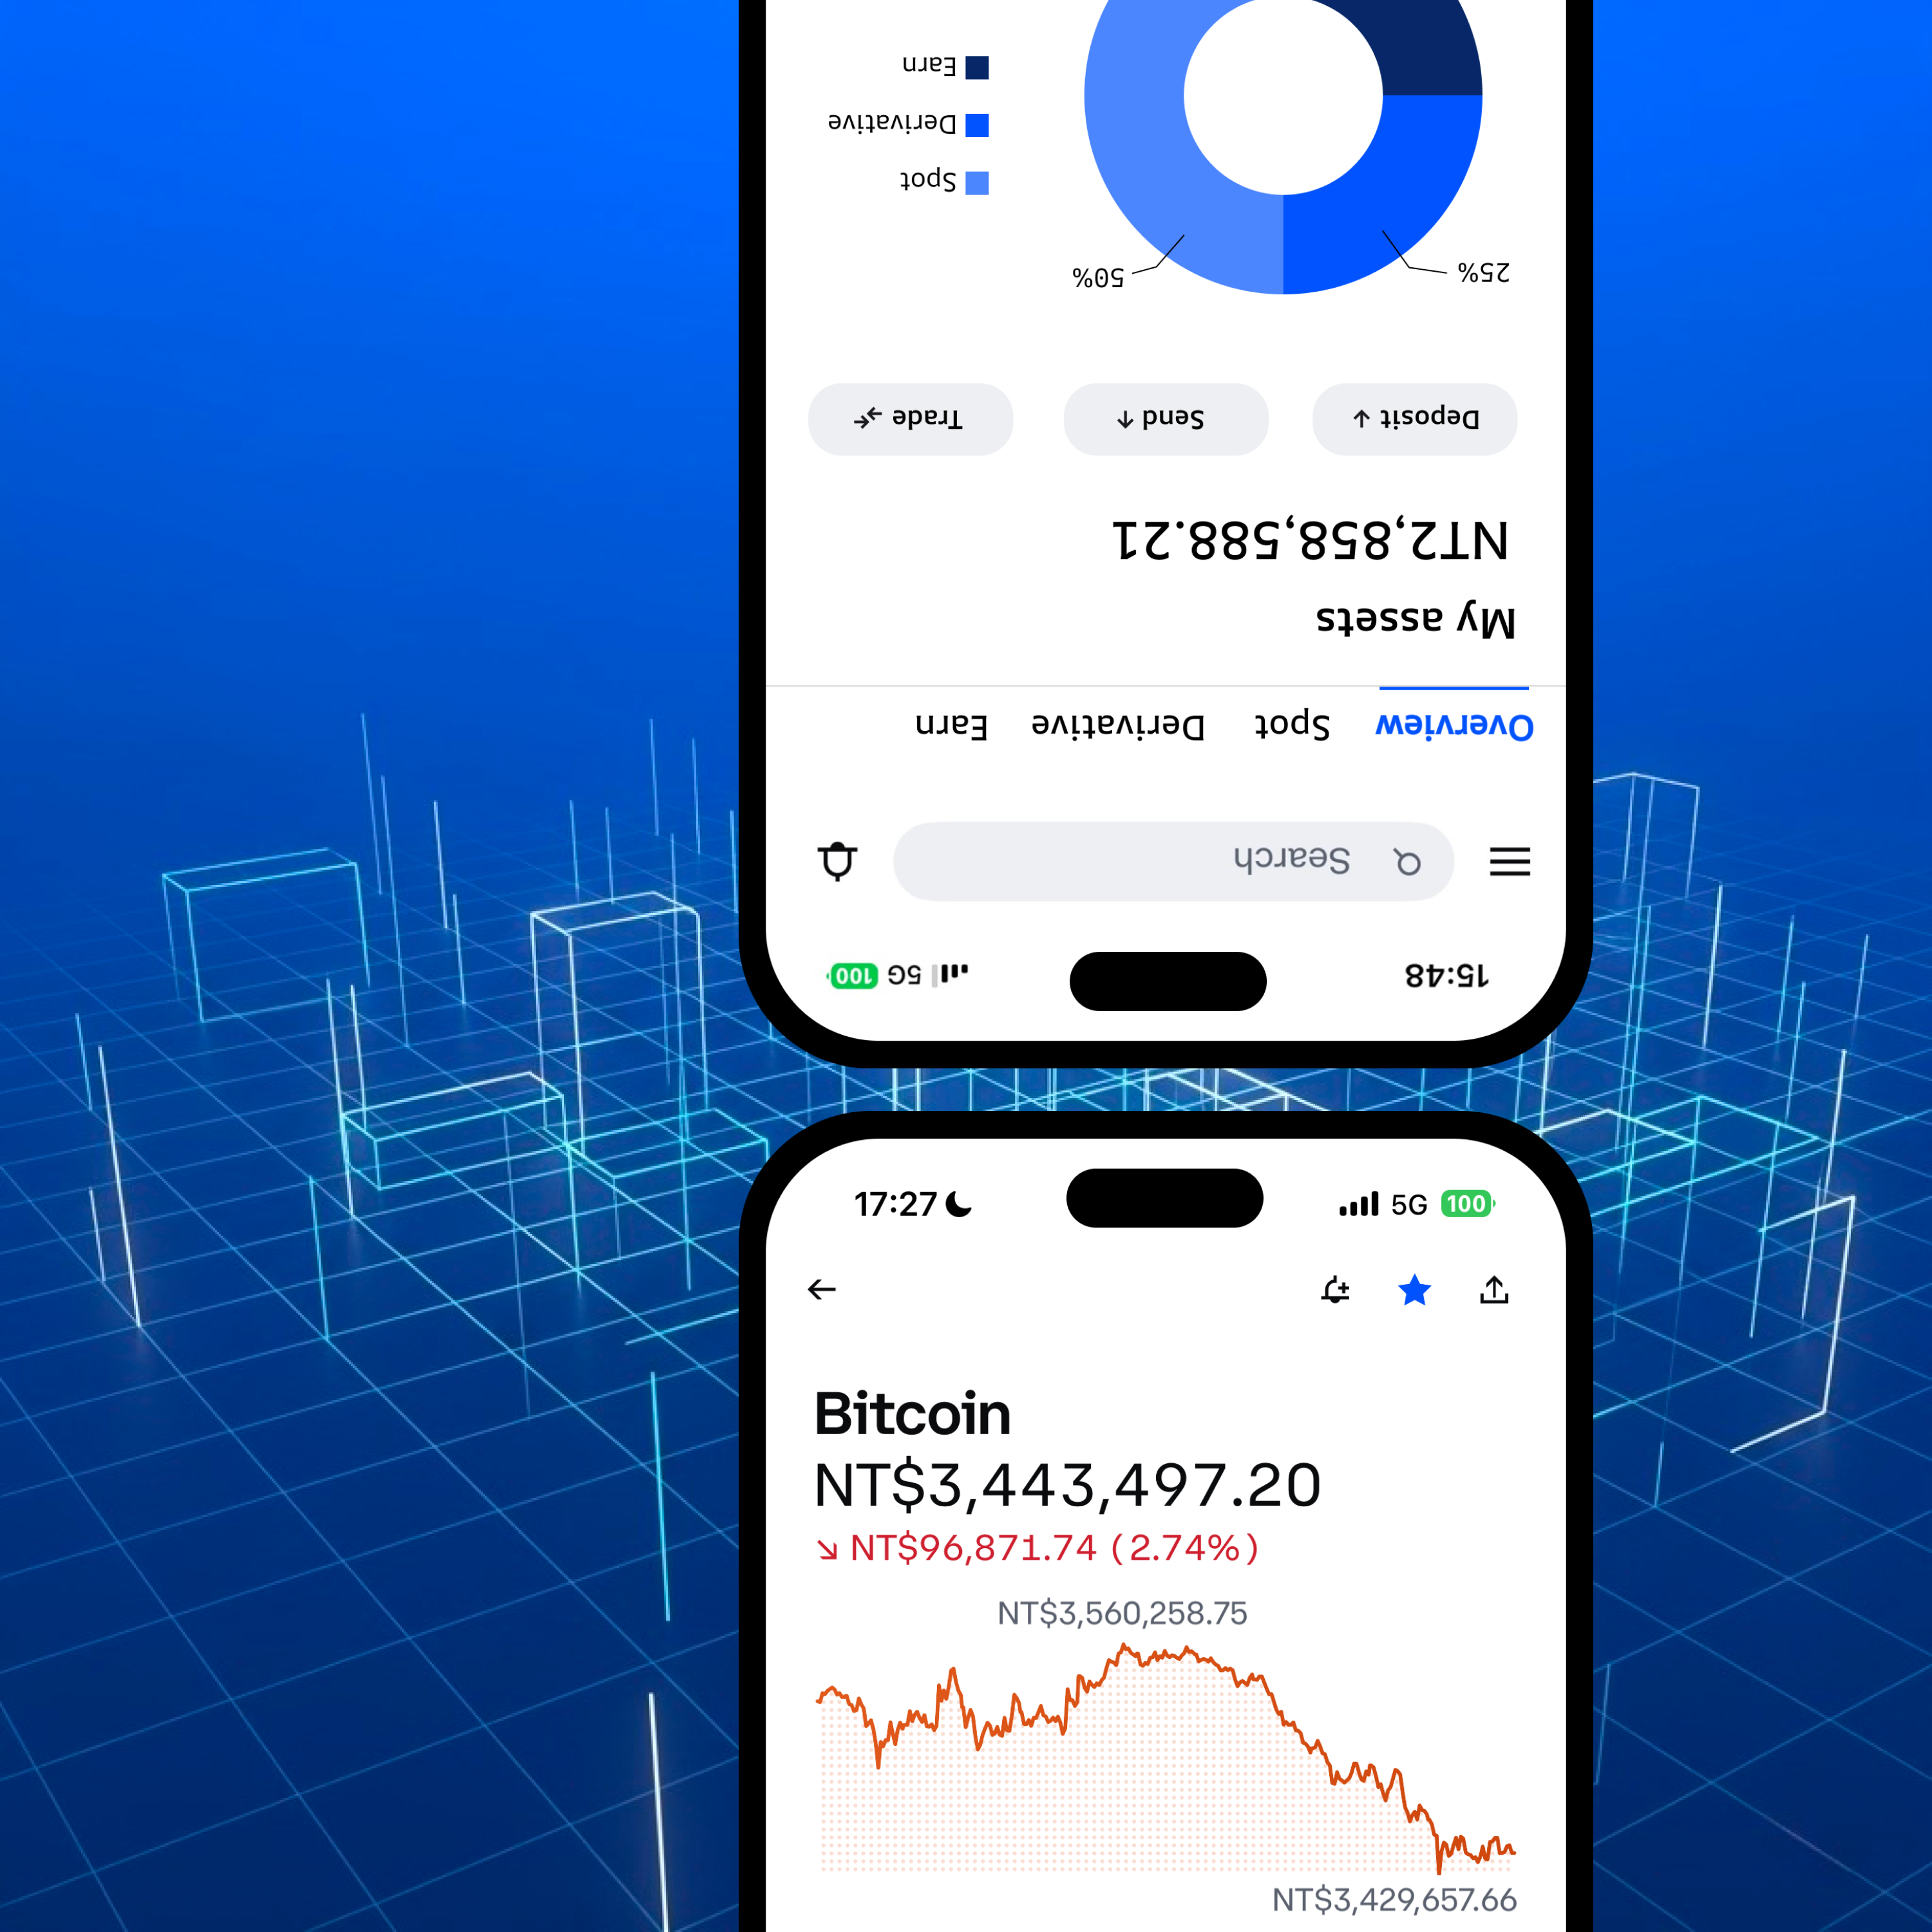 15:48
5G 100
Search
Overview Spot Derivative Earn
My assets
NT2,858,588.21
Deposit Send Trade
25% 50%
Spot
Derivative
Earn
17:27 5G 100
Bitcoin
NT$3,443,497.20
NT$96,871.74 (2.74%)
NT$3,560,258.75
NT$3,429,657.66